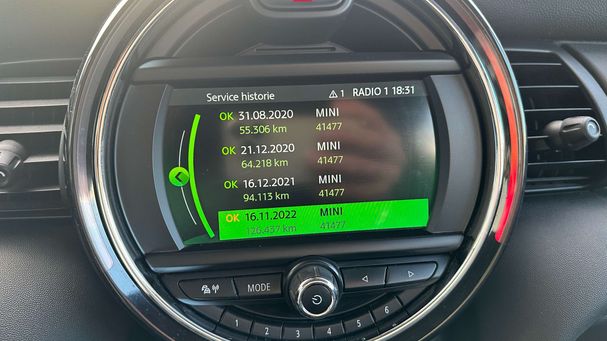 Service historie 1 RADIO 1 18:31
OK 31.08.2020 MINI
55.306 km 41477
OK 21.12.2020 MINI
64.218 km 41477
OK 16.12.2021 MINI
94.113 km 41477
OK 16.11.2022 MINI
126.437 km 41477
MODE
1 2 3 4 5 6 7 8